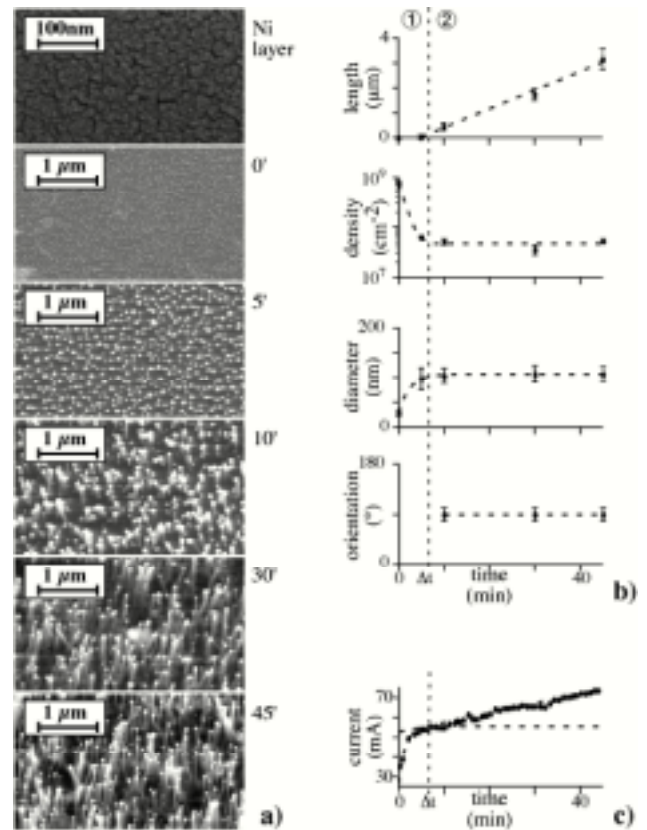 100nm
Ni
layer
1 µm
0'
1 µm
5'
1 µm
10'
1 µm
30'
1 µm
45'
a)
① ②
4
length
(µm)
0
10⁹
density
(cm⁻²)
10⁷
200
diameter
(nm)
0
180
orientation
(°)
0
0 Δt time 40
(min)
b)
70
current
(mA)
30
0 Δt time 40
(min)
c)